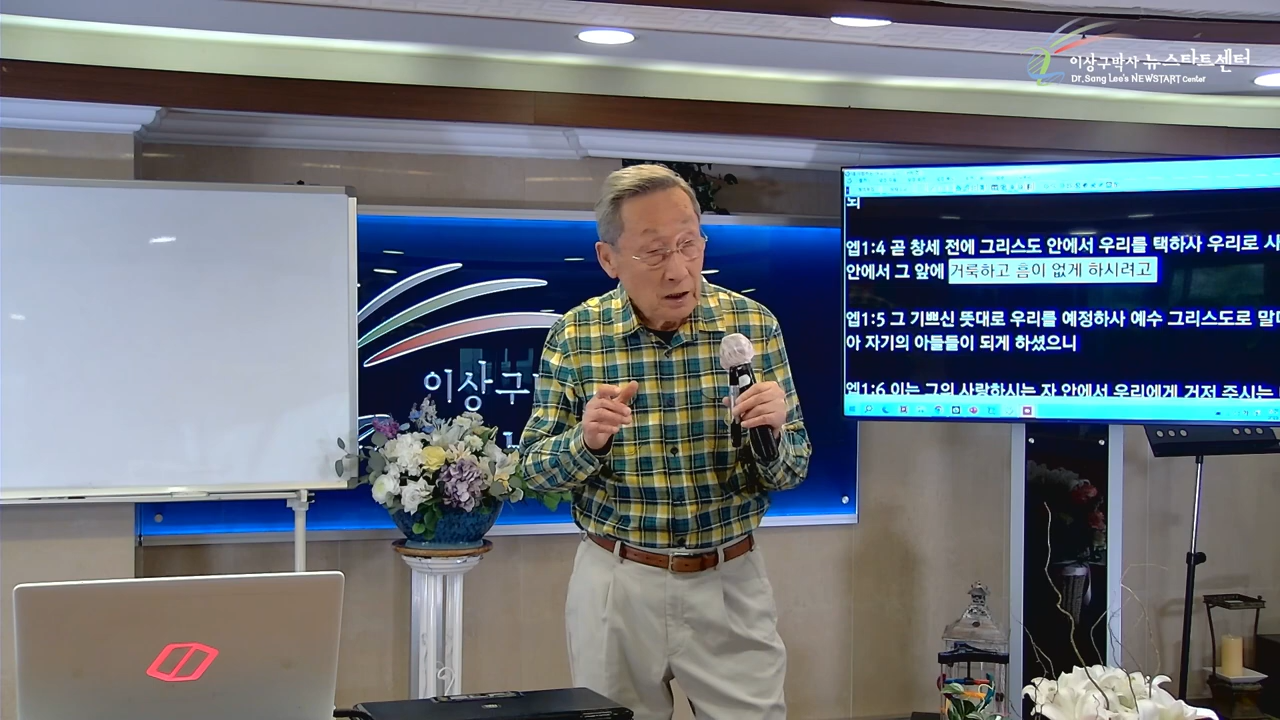 이상구박사 뉴스타트센터
Dr. Sang Lee's NEWSTART Center
뇌
엡1:4 곧 창세 전에 그리스도 안에서 우리를 택하사 우리로 사
안에서 그 앞에 거룩하고 흠이 없게 하시려고
엡1:5 그 기쁘신 뜻대로 우리를 예정하사 예수 그리스도로 말미
아 자기의 아들들이 되게 하셨으니
엡1:6 이는 그의 사랑하시는 자 안에서 우리에게 거저 주시는
이상구